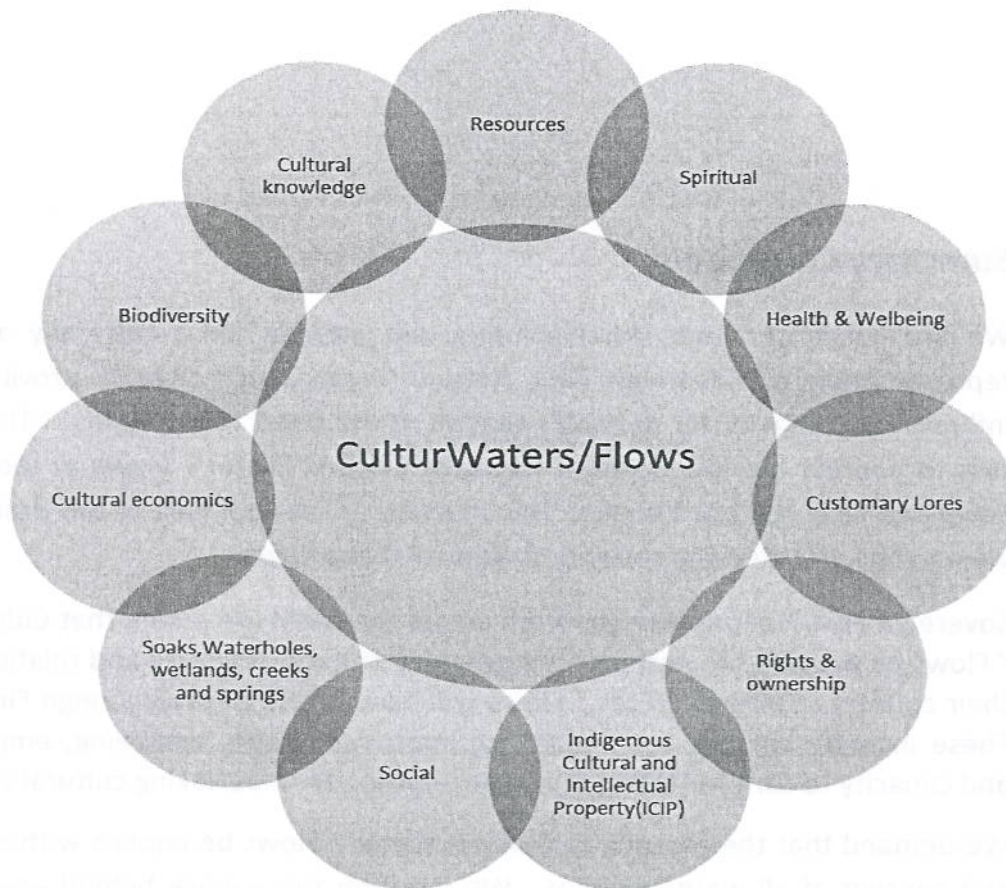 Resources
Spiritual
Health & Welbeing
Customary Lores
Rights &
ownership
Indigenous
Cultural and
Intellectual
Property(ICIP)
Social
Soaks,Waterholes,
wetlands, creeks
and springs
Cultural economics
Biodiversity
Cultural
knowledge
CulturWaters/Flows